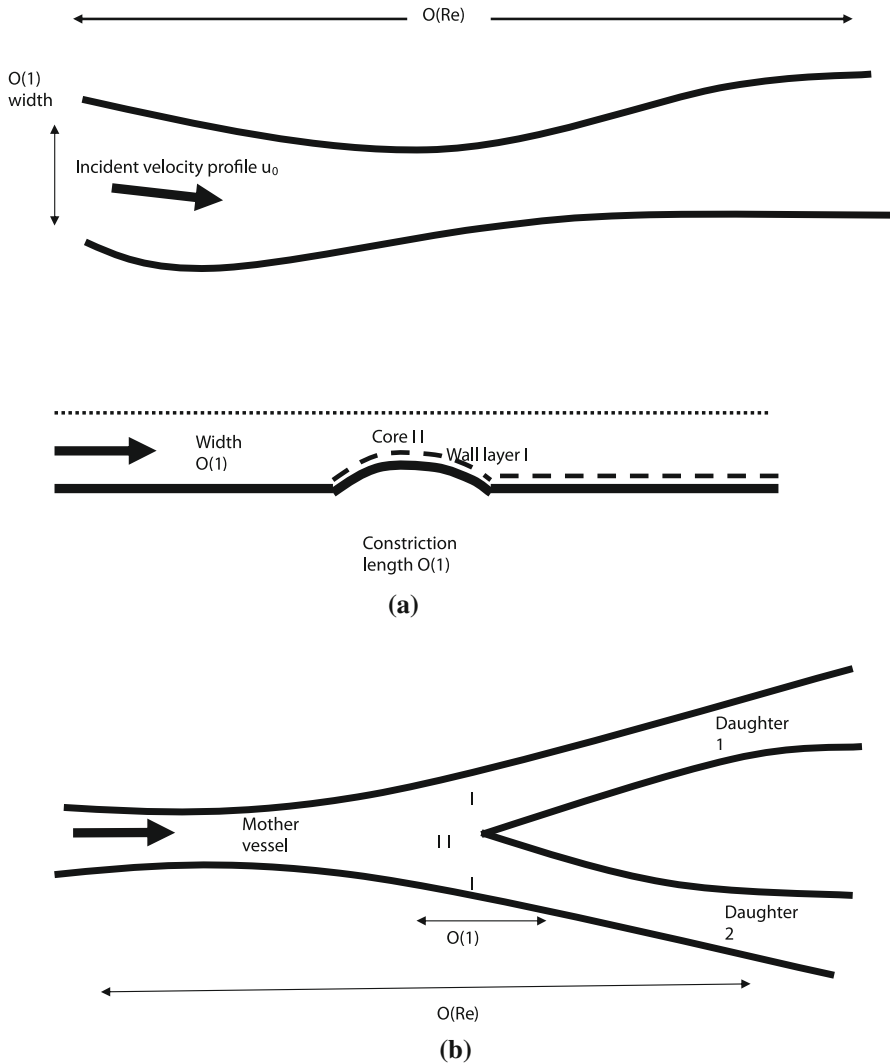 O(Re)
O(1)
width
Incident velocity profile u₀
Width
O(1)
Core I I
Wall layer I
Constriction
length O(1)
(a)
Daughter
1
I
Mother
vessel
I I
I
Daughter
2
O(1)
O(Re)
(b)